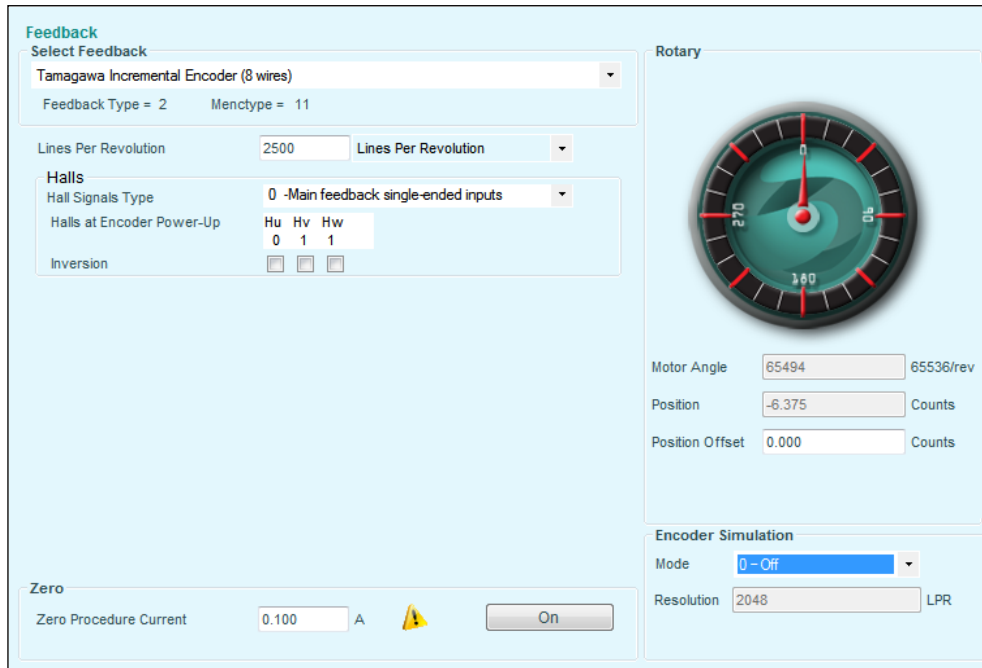 Feedback
Select Feedback
Tamagawa Incremental Encoder (8 wires)
Feedback Type = 2 Menctype = 11
Lines Per Revolution 2500 Lines Per Revolution
Halls
Hall Signals Type 0 -Main feedback single-ended inputs
Halls at Encoder Power-Up Hu Hv Hw
0 1 1
Inversion
Zero
Zero Procedure Current 0.100 A On
Rotary
0
270 90
180
Motor Angle 65494 65536/rev
Position -6.375 Counts
Position Offset 0.000 Counts
Encoder Simulation
Mode 0 – Off
Resolution 2048 LPR